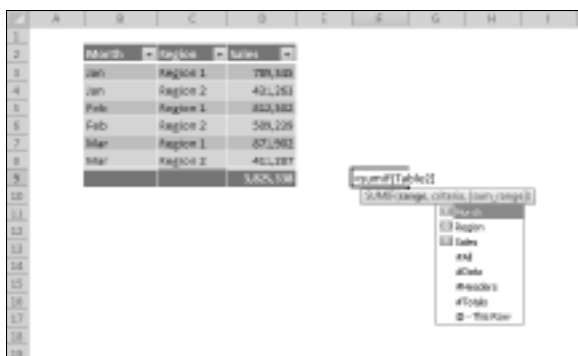 A B C D E F G H I
1
2 Month Region Sales
3 Jan Region 1
4 Jan Region 2
5 Feb Region 1
6 Feb Region 2
7 Mar Region 1
8 Mar Region 2
9 =sumif(Table2[
SUMIF(range, criteria, [sum_range])
10
11 Month
12 Region
13 Sales
14 #All
#Data
15 #Headers
16 #Totals
17 @ - This Row
18
19